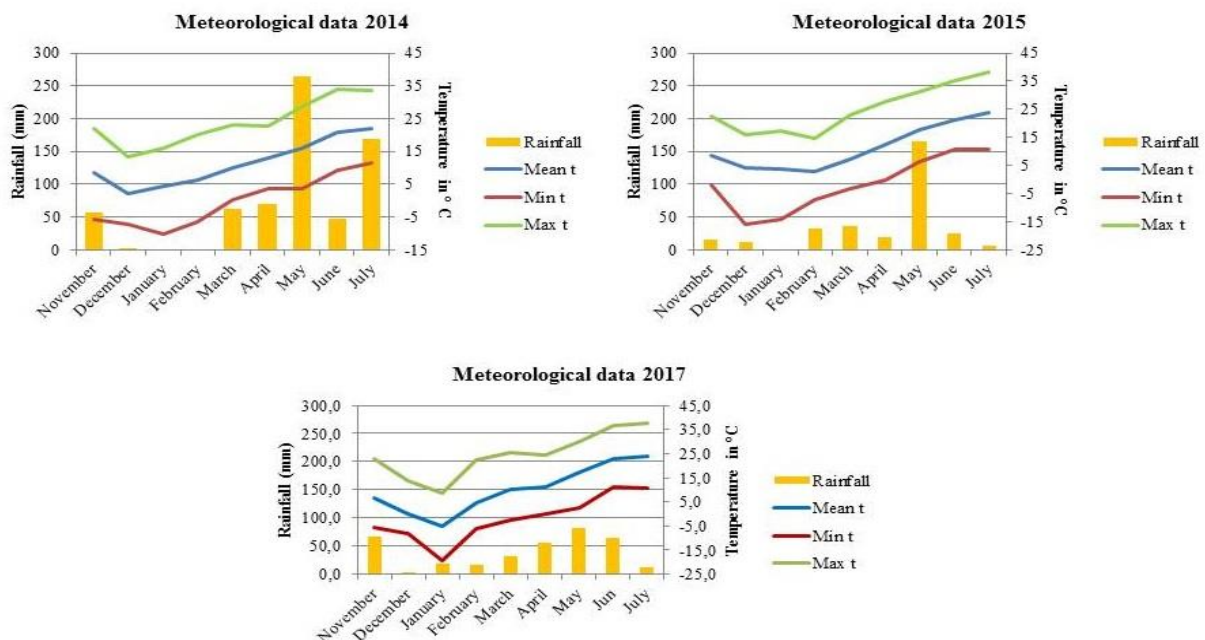 Meteorological data 2014
300
250
200
150
100
50
0
Rainfall (mm)
45
35
25
15
5
-5
-15
Temperature in ° C
November
December
January
February
March
April
May
June
July
Rainfall
Mean t
Min t
Max t
Meteorological data 2015
300
250
200
150
100
50
0
Rainfall (mm)
45
35
25
15
5
-5
-15
-25
Temperature in °C
November
December
January
February
March
April
May
June
July
Rainfall
Mean t
Min t
Max t
Meteorological data 2017
300,0
250,0
200,0
150,0
100,0
50,0
0,0
Rainfall (mm)
45,0
35,0
25,0
15,0
5,0
-5,0
-15,0
-25,0
Temperature in °C
November
December
January
February
March
April
May
Jun
July
Rainfall
Mean t
Min t
Max t